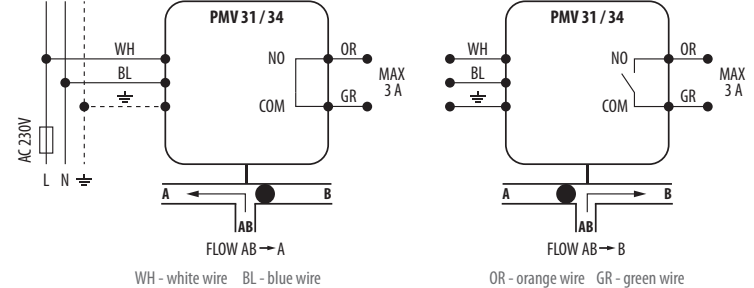 PMV 31 / 34
WH
BL
NO
COM
OR
GR
MAX
3 A
AC 230V
L N
A
B
AB
FLOW AB → A
WH - white wire BL - blue wire
PMV 31 / 34
WH
BL
NO
COM
OR
GR
MAX
3 A
A
B
AB
FLOW AB → B
OR - orange wire GR - green wire